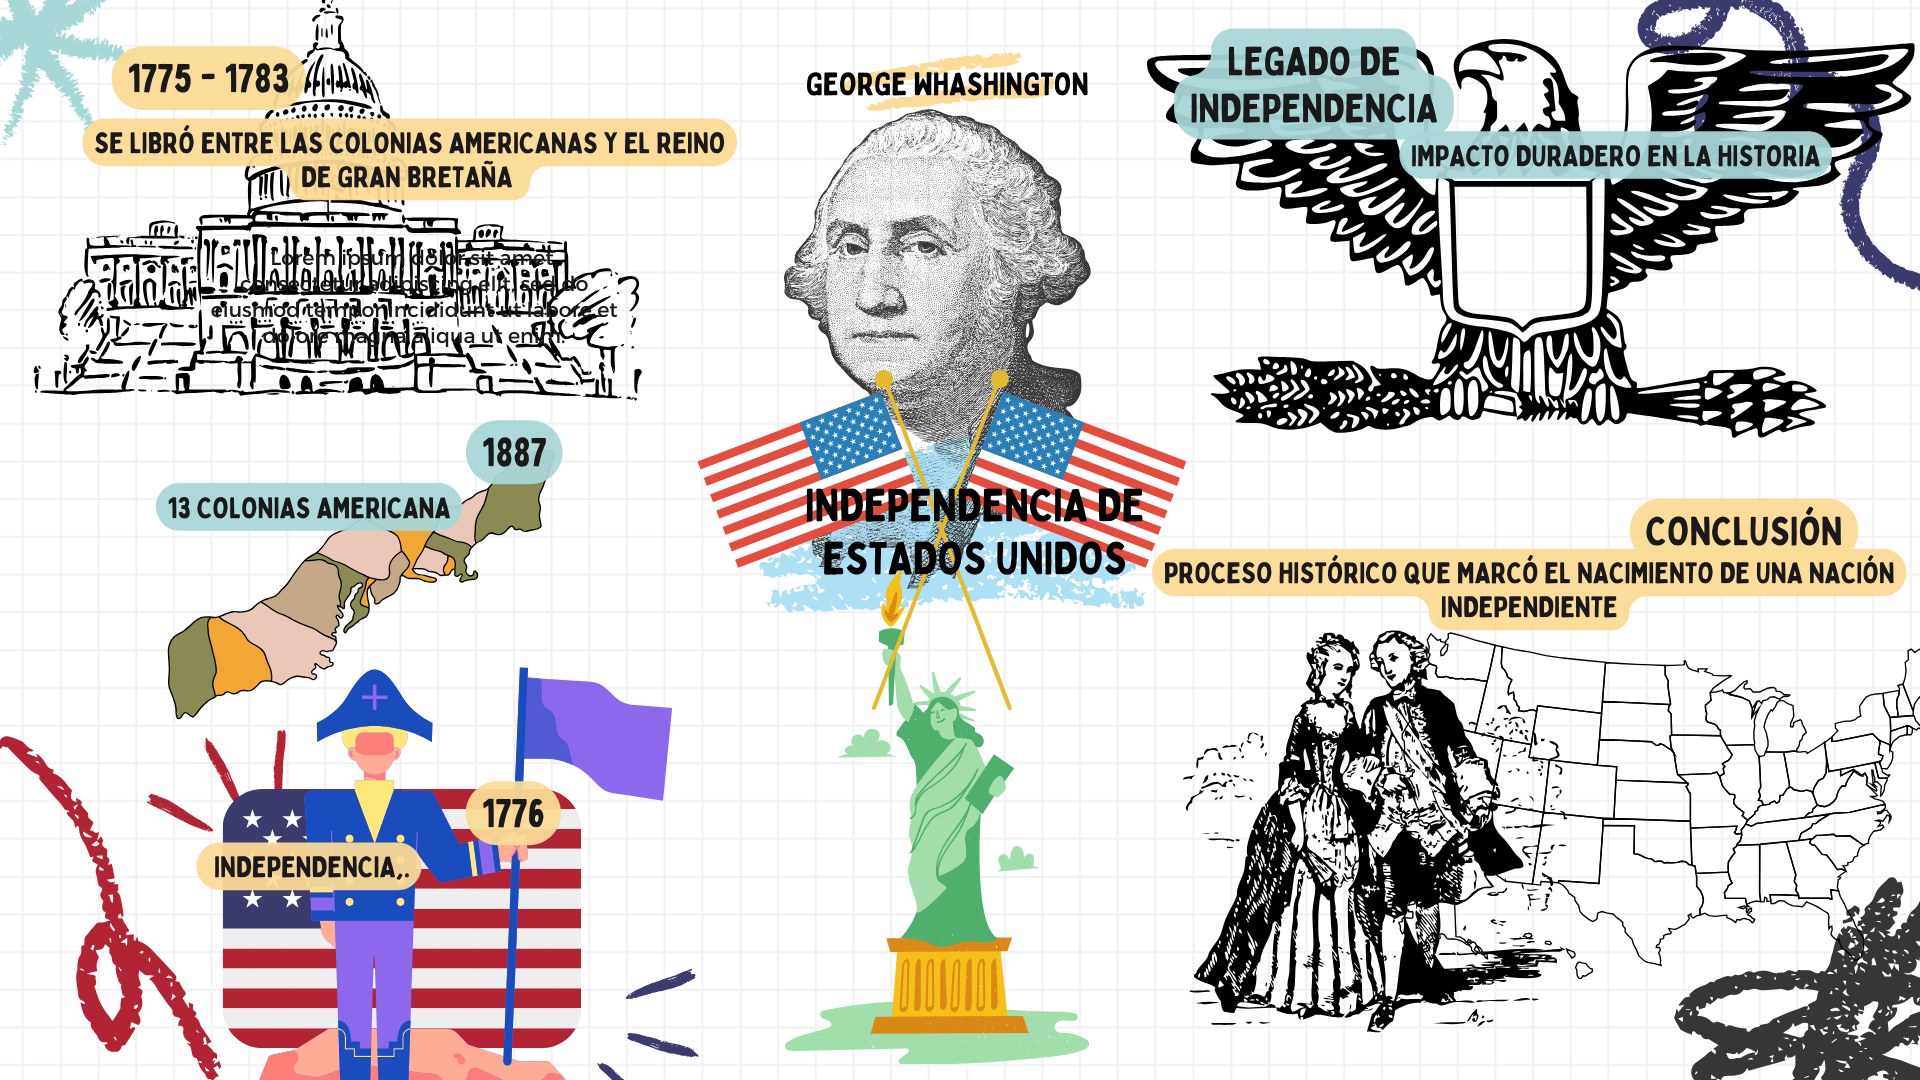 1775 - 1783
SE LIBRÓ ENTRE LAS COLONIAS AMERICANAS Y EL REINO
DE GRAN BRETAÑA
Lorem ipsum dolor sit amet,
consectetur adipiscing elit, sed do
eiusmod tempor incididunt ut labore et
dolore magna aliqua ut enim.
1887
13 COLONIAS AMERICANA
1776
INDEPENDENCIA,.
GEORGE WHASHINGTON
INDEPENDENCIA DE
ESTADOS UNIDOS
LEGADO DE
INDEPENDENCIA
IMPACTO DURADERO EN LA HISTORIA
CONCLUSIÓN
PROCESO HISTÓRICO QUE MARCÓ EL NACIMIENTO DE UNA NACIÓN
INDEPENDIENTE